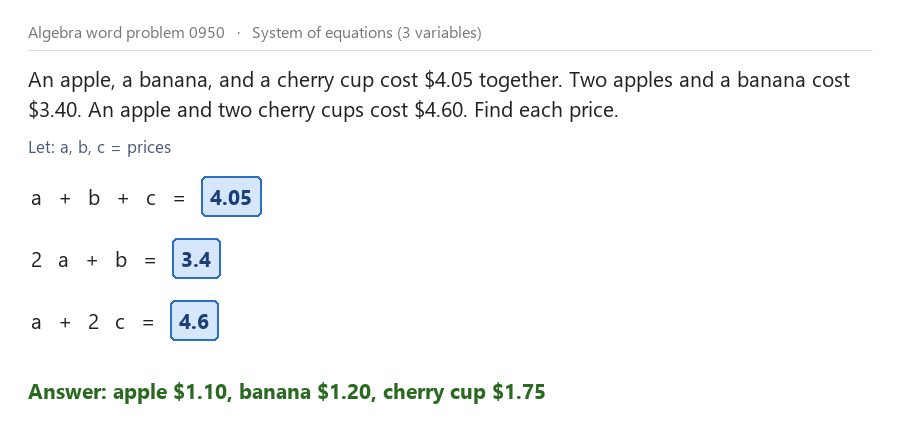 Algebra word problem 0950 · System of equations (3 variables)
An apple, a banana, and a cherry cup cost $4.05 together. Two apples and a banana cost
$3.40. An apple and two cherry cups cost $4.60. Find each price.
Let: a, b, c = prices
a + b + c = 4.05
2 a + b = 3.4
a + 2 c = 4.6
Answer: apple $1.10, banana $1.20, cherry cup $1.75